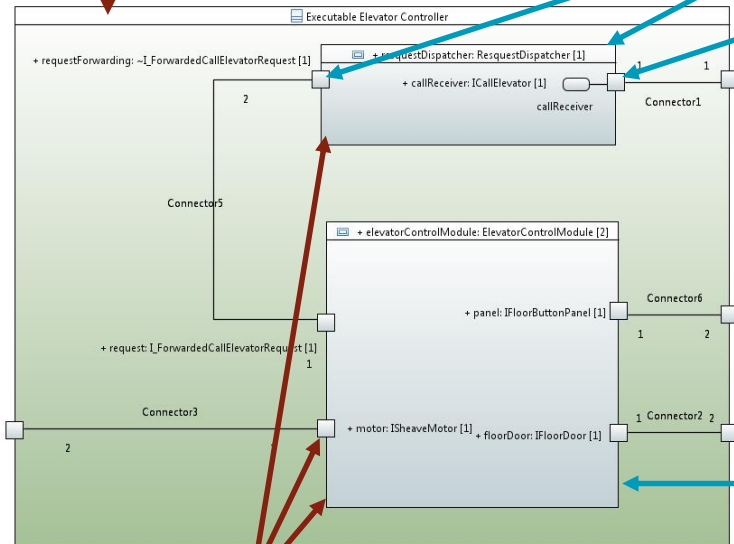 Executable Elevator Controller
+ requestForwarding: ~I_ForwardedCallElevatorRequest [1]
+ resquestDispatcher: ResquestDispatcher [1]
+ callReceiver: ICallElevator [1]
callReceiver
1
1
Connector1
2
Connector5
+ elevatorControlModule: ElevatorControlModule [2]
+ panel: IFloorButtonPanel [1]
Connector6
1
2
+ request: I_ForwardedCallElevatorRequest [1]
1
Connector3
2
+ motor: ISheaveMotor [1]
+ floorDoor: IFloorDoor [1]
1
Connector2
2